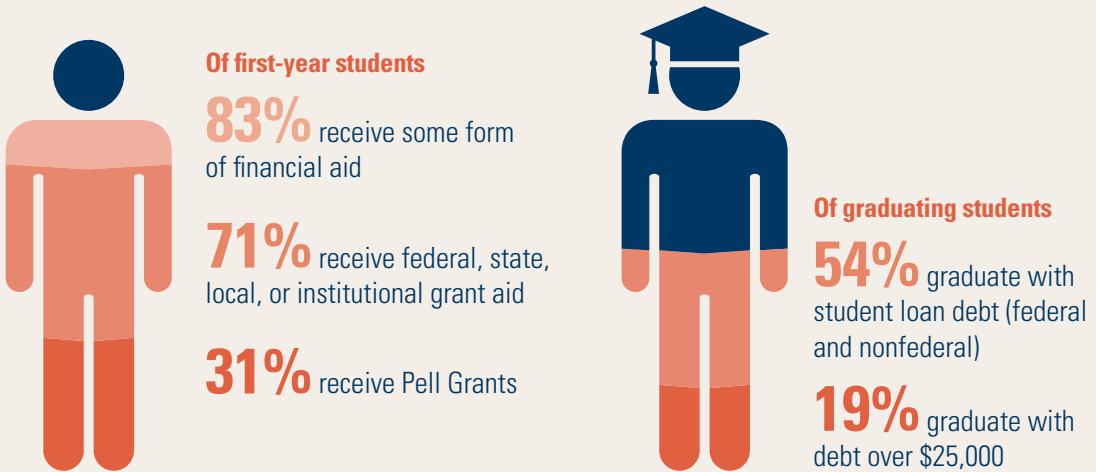 Of first-year students
83% receive some form
of financial aid
71% receive federal, state,
local, or institutional grant aid
31% receive Pell Grants
Of graduating students
54% graduate with
student loan debt (federal
and nonfederal)
19% graduate with
debt over $25,000